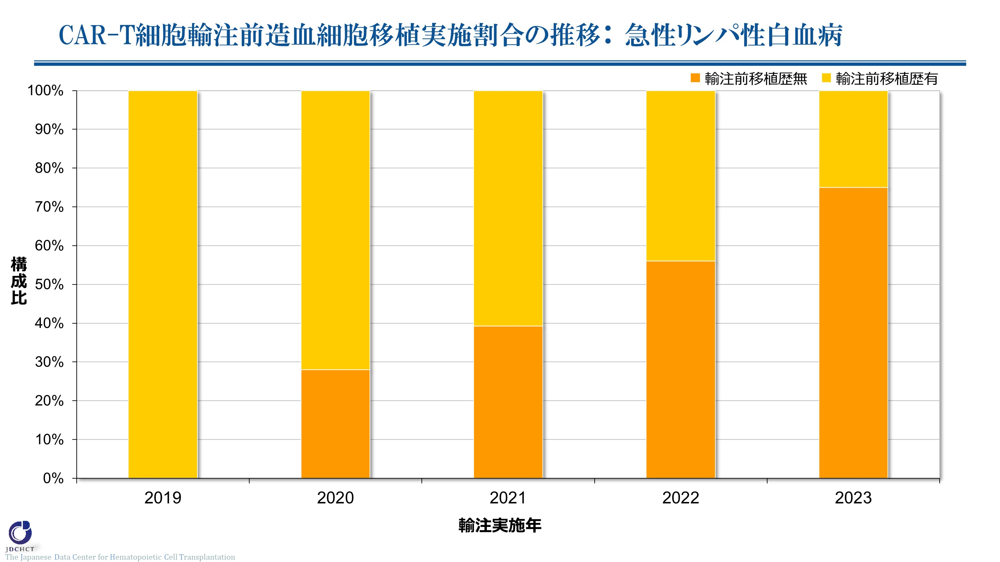 CAR-T細胞輸注前造血細胞移植実施割合の推移：急性リンパ性白血病
輸注前移植歴無 輸注前移植歴有
100%
90%
80%
70%
60%
50%
40%
30%
20%
10%
0%
構成比
2019 2020 2021 2022 2023
輸注実施年
JDCHCT
The Japanese Data Center for Hematopoietic Cell Transplantation